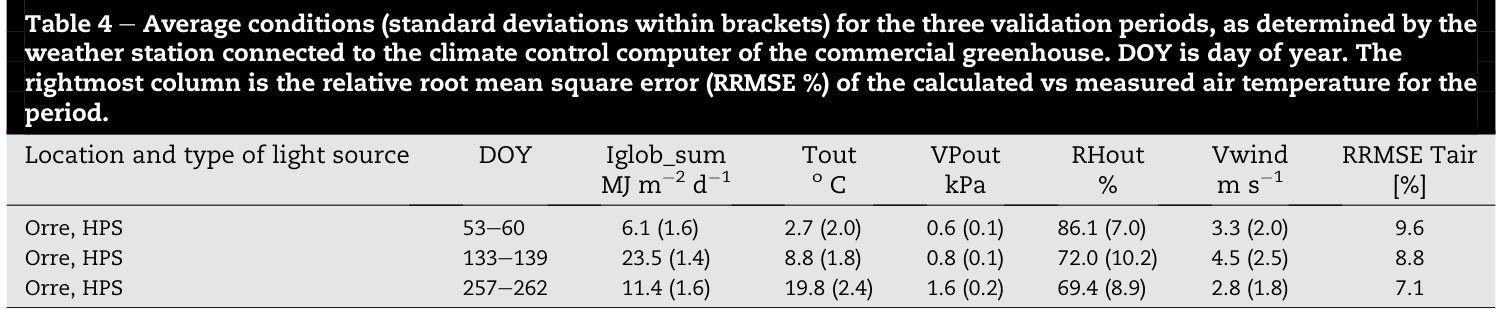 Table 4 – Average conditions (standard deviations within brackets) for the three validation periods, as determined by the
weather station connected to the climate control computer of the commercial greenhouse. DOY is day of year. The
rightmost column is the relative root mean square error (RRMSE %) of the calculated vs measured air temperature for the
period.
Location and type of light source DOY Iglob_sum Tout VPout RHout Vwind RRMSE Tair
MJ m⁻² d⁻¹ ° C kPa % m s⁻¹ [%]
Orre, HPS 53–60 6.1 (1.6) 2.7 (2.0) 0.6 (0.1) 86.1 (7.0) 3.3 (2.0) 9.6
Orre, HPS 133–139 23.5 (1.4) 8.8 (1.8) 0.8 (0.1) 72.0 (10.2) 4.5 (2.5) 8.8
Orre, HPS 257–262 11.4 (1.6) 19.8 (2.4) 1.6 (0.2) 69.4 (8.9) 2.8 (1.8) 7.1